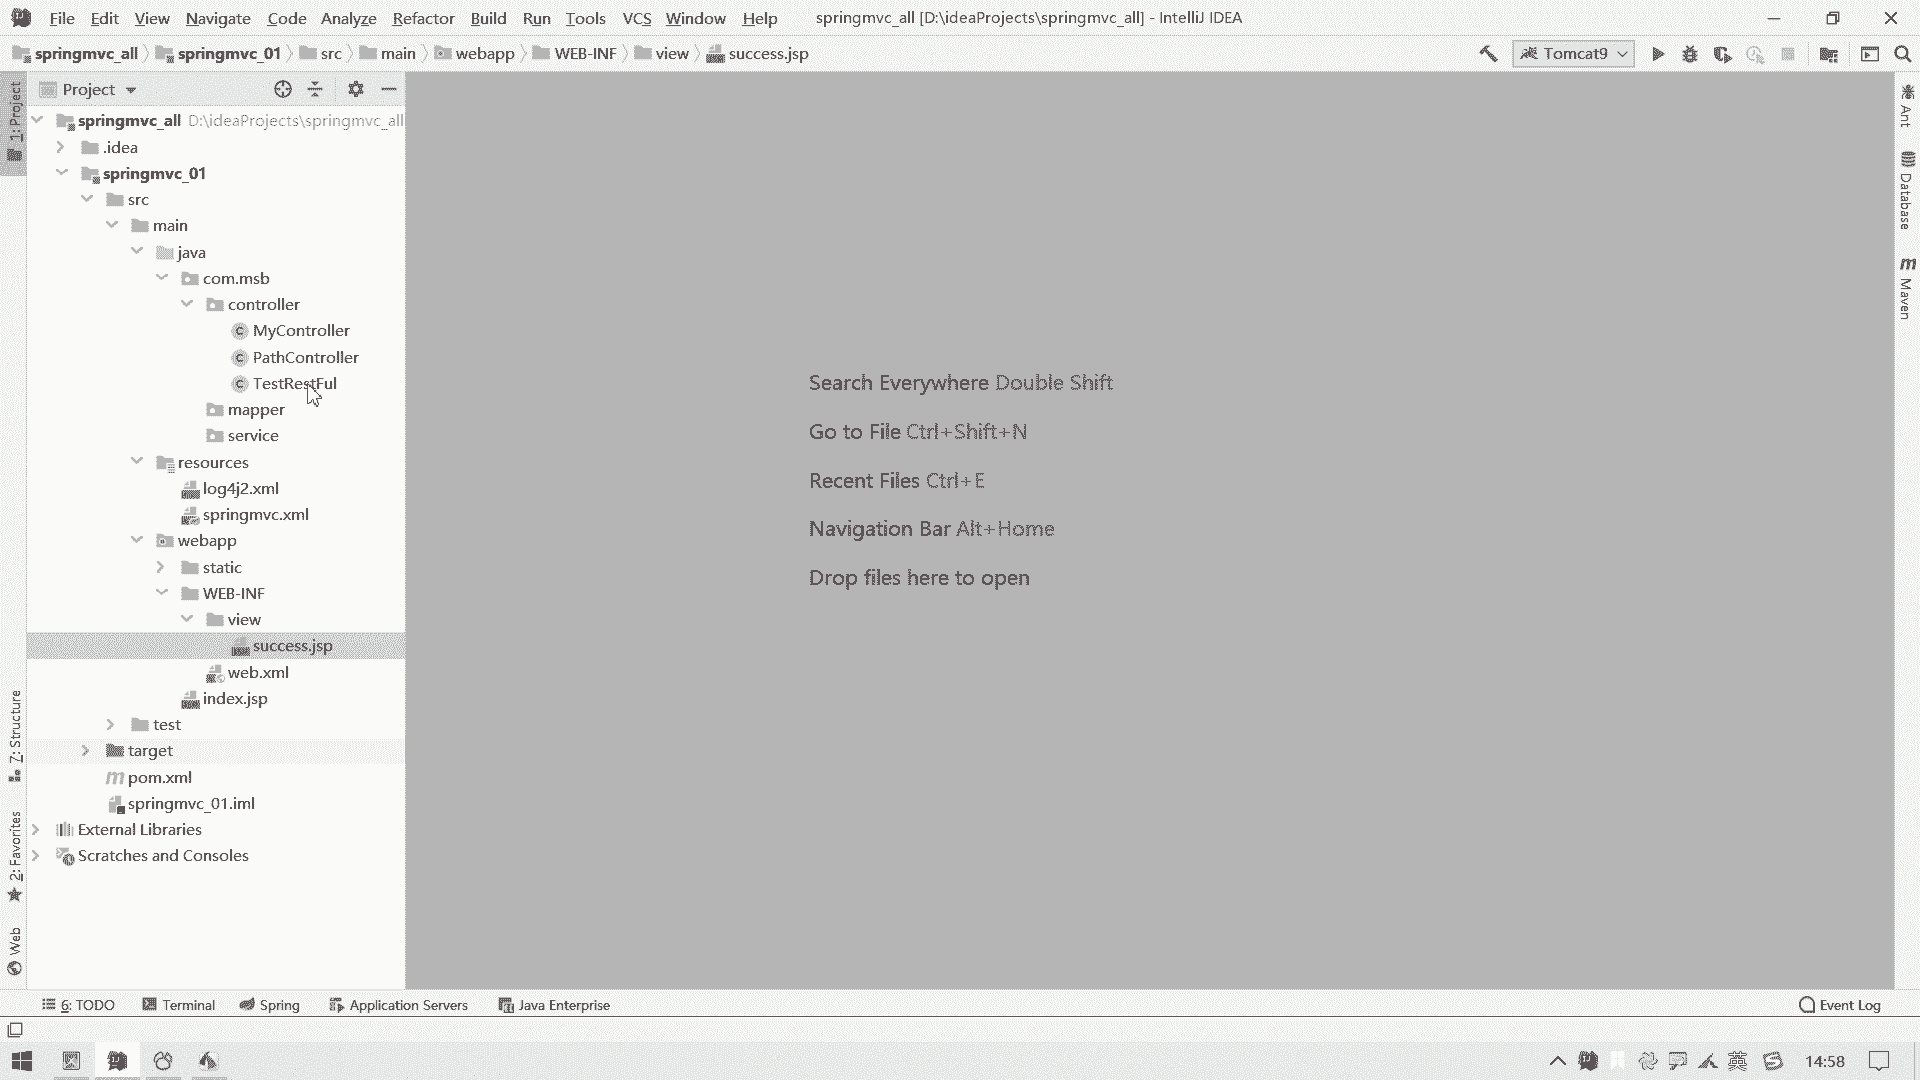 File Edit View Navigate Code Analyze Refactor Build Run Tools VCS Window Help springmvc_all [D:\ideaProjects\springmvc_all] - IntelliJ IDEA
springmvc_all springmvc_01 src main webapp WEB-INF view success.jsp Tomcat9
Project
springmvc_all D:\ideaProjects\springmvc_all
.idea
springmvc_01
src
main
java
com.msb
controller
MyController
PathController
TestRestFul
mapper
service
resources
log4j2.xml
springmvc.xml
webapp
static
WEB-INF
view
success.jsp
web.xml
index.jsp
test
target
pom.xml
springmvc_01.iml
External Libraries
Scratches and Consoles
1: Project
7: Structure
2: Favorites
Web
Search Everywhere Double Shift
Go to File Ctrl+Shift+N
Recent Files Ctrl+E
Navigation Bar Alt+Home
Drop files here to open
Ant
Database
Maven
6: TODO Terminal Spring Application Servers Java Enterprise Event Log
英 14:58